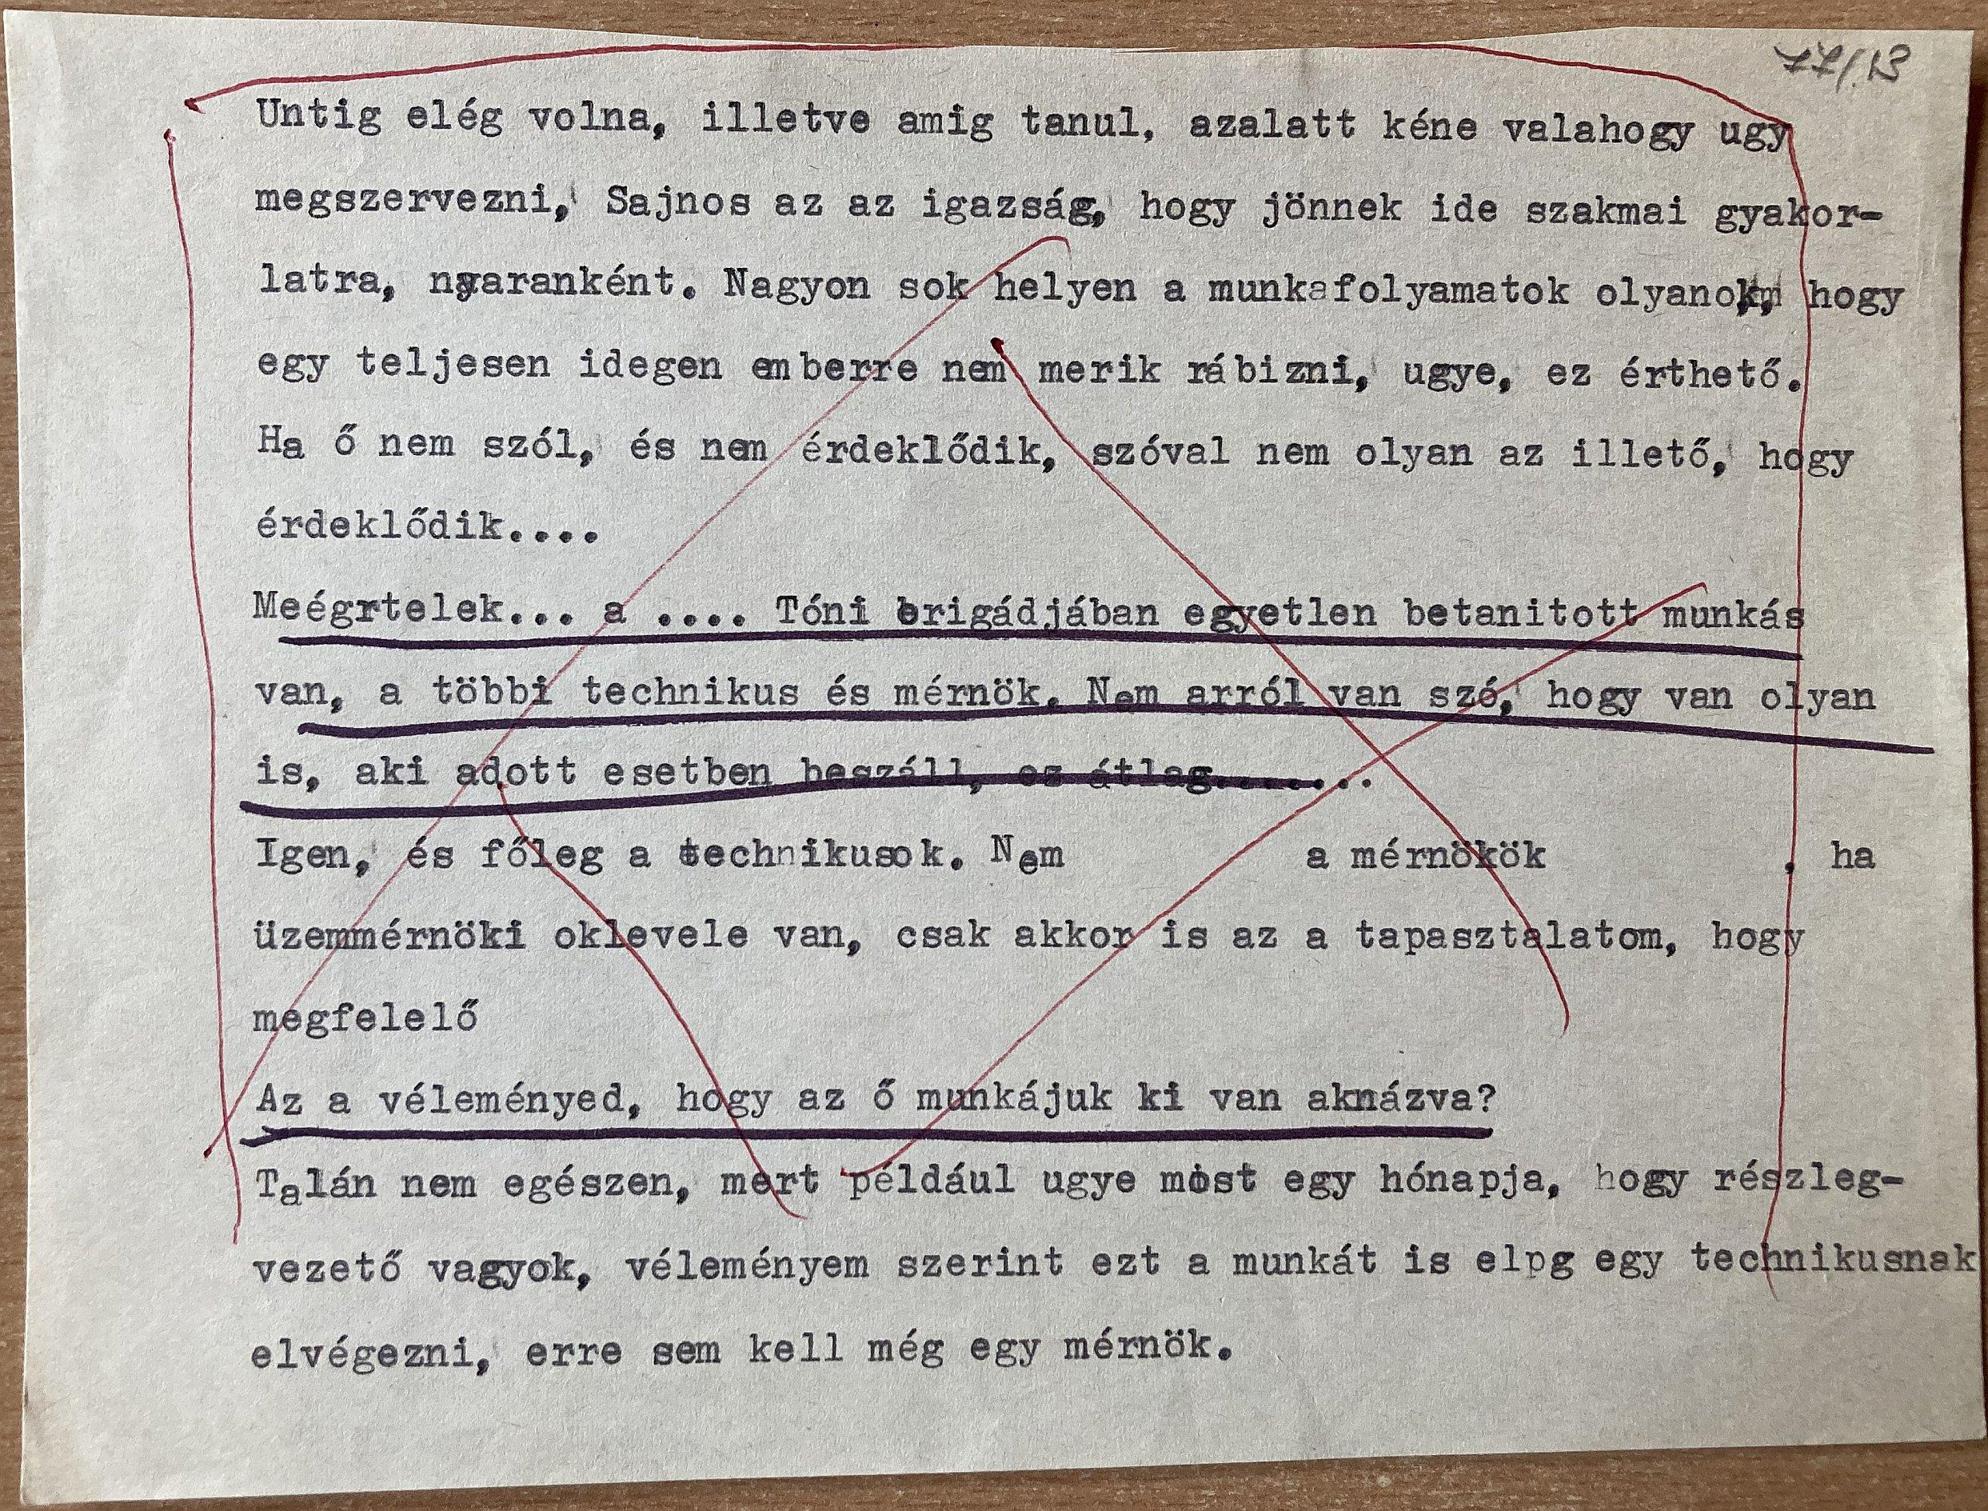 77/13
Untig elég volna, illetve amig tanul, azalatt kéne valahogy ugy
megszervezni, Sajnos az az igazság, hogy jönnek ide szakmai gyakor-
latra, nyaranként. Nagyon sok helyen a munkafolyamatok olyanok, hogy
egy teljesen idegen emberre nem merik rábizni, ugye, ez érthető.
Ha ő nem szól, és nem érdeklődik, szóval nem olyan az illető, hogy
érdeklődik....
Meégrtelek... a .... Tóni brigádjában egyetlen betanitott munkás
van, a többi technikus és mérnök. Nem arról van szó, hogy van olyan
is, aki adott esetben beszáll, ez átlag........
Igen, és főleg a technikusok. Nem a mérnökök , ha
üzemmérnöki oklevele van, csak akkor is az a tapasztalatom, hogy
megfelelő
Az a véleményed, hogy az ő munkájuk ki van aknázva?
Talán nem egészen, mert például ugye most egy hónapja, hogy részleg-
vezető vagyok, véleményem szerint ezt a munkát is elpg egy technikusnak
elvégezni, erre sem kell még egy mérnök.